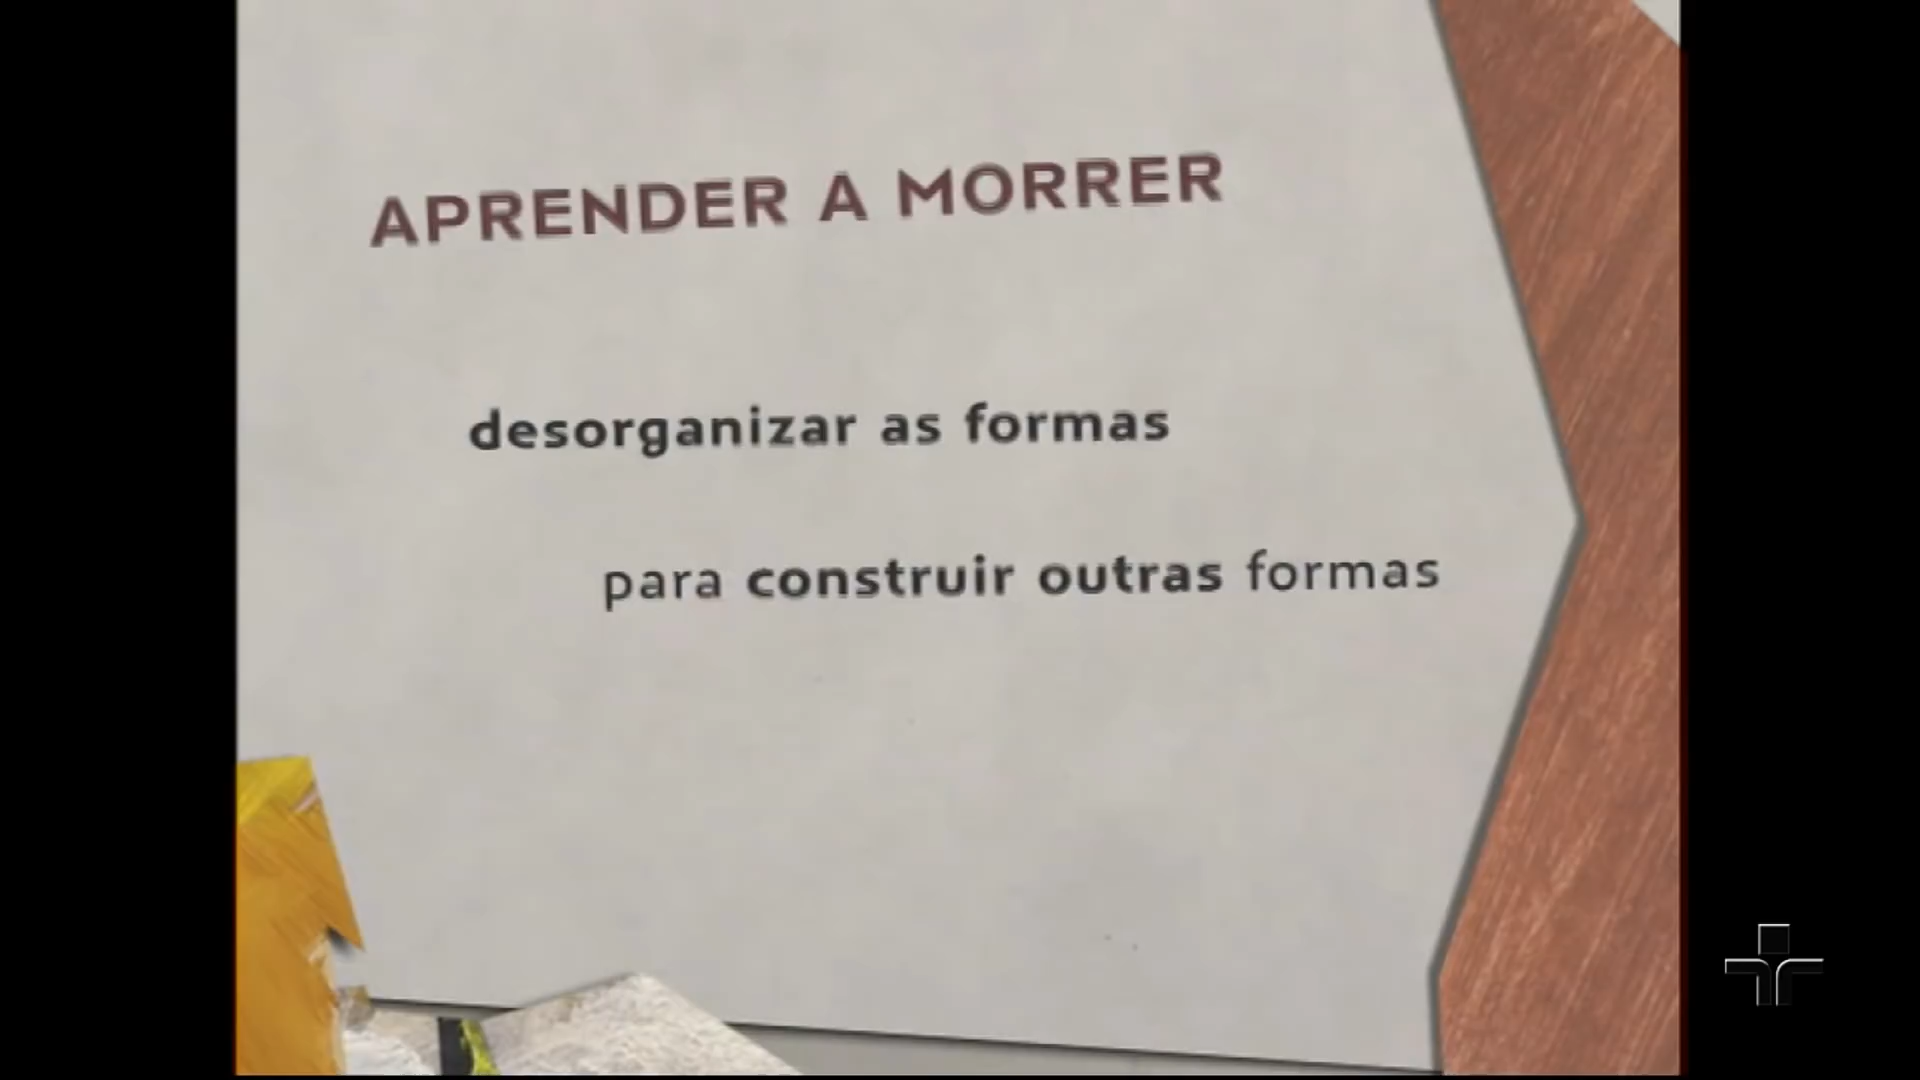 APRENDER A MORRER
desorganizar as formas
para construir outras formas